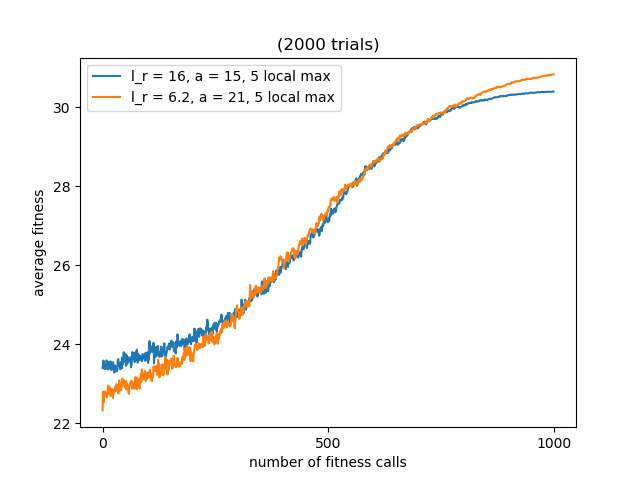 (2000 trials)
l_r = 16, a = 15, 5 local max
l_r = 6.2, a = 21, 5 local max
average fitness
30
28
26
24
22
0
500
1000
number of fitness calls